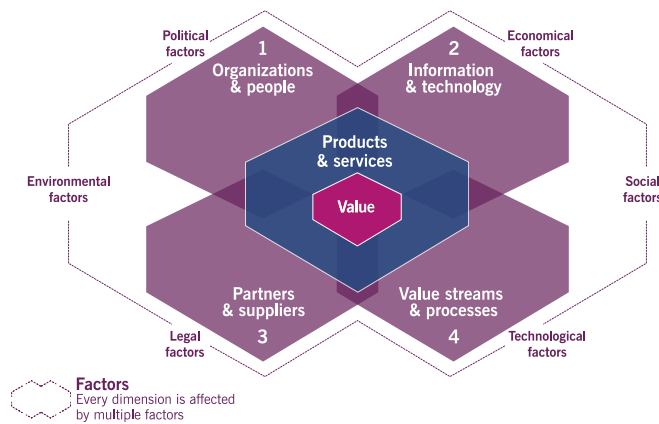 Political
factors
Economical
factors
1
Organizations
& people
2
Information
& technology
Products
& services
Environmental
factors
Value
Social
factors
Partners
& suppliers
3
Value streams
& processes
4
Legal
factors
Technological
factors
Factors
Every dimension is affected
by multiple factors